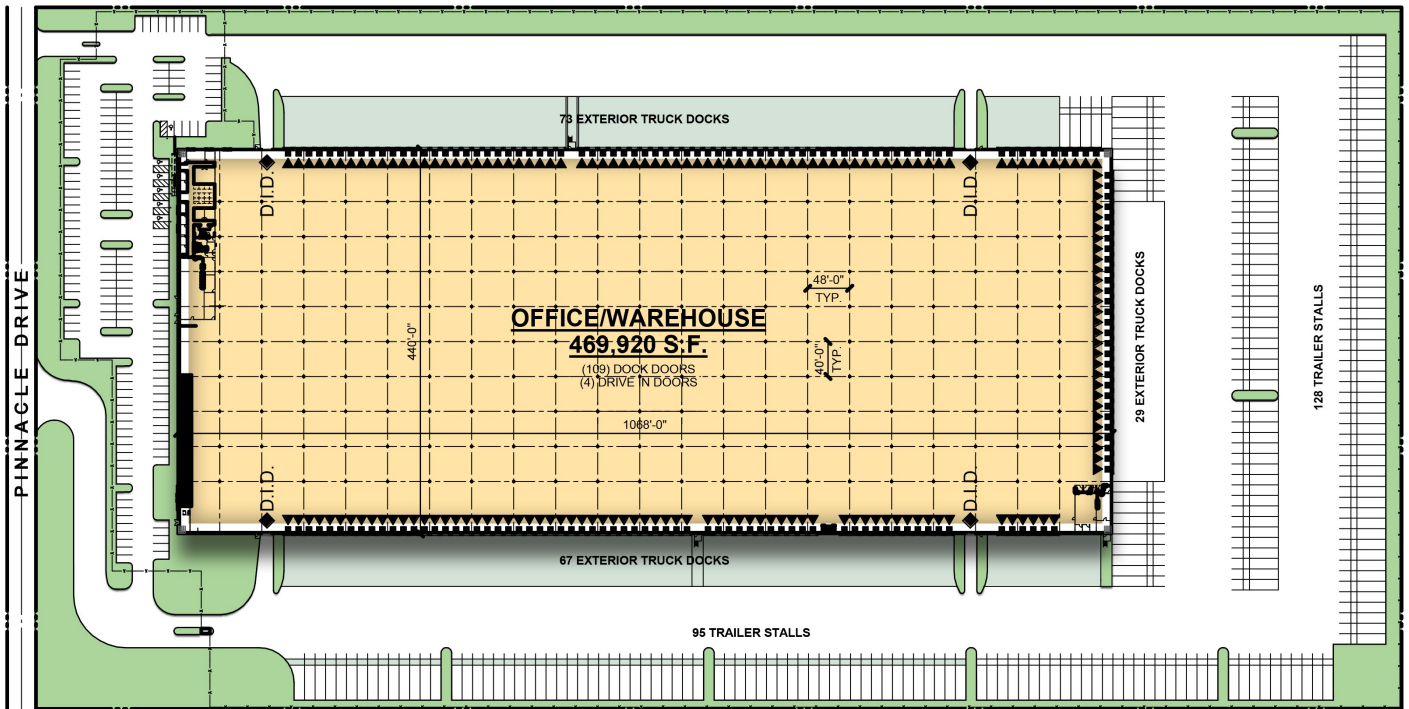 73 EXTERIOR TRUCK DOCKS
D.I.D.
D.I.D.
PINNACLE DRIVE
48'-0"
TYP.
OFFICE/WAREHOUSE
469,920 S.F.
(109) DOCK DOORS
(4) DRIVE IN DOORS
440'-0"
40'-0"
TYP.
1068'-0"
29 EXTERIOR TRUCK DOCKS
128 TRAILER STALLS
D.I.D.
D.I.D.
67 EXTERIOR TRUCK DOCKS
95 TRAILER STALLS